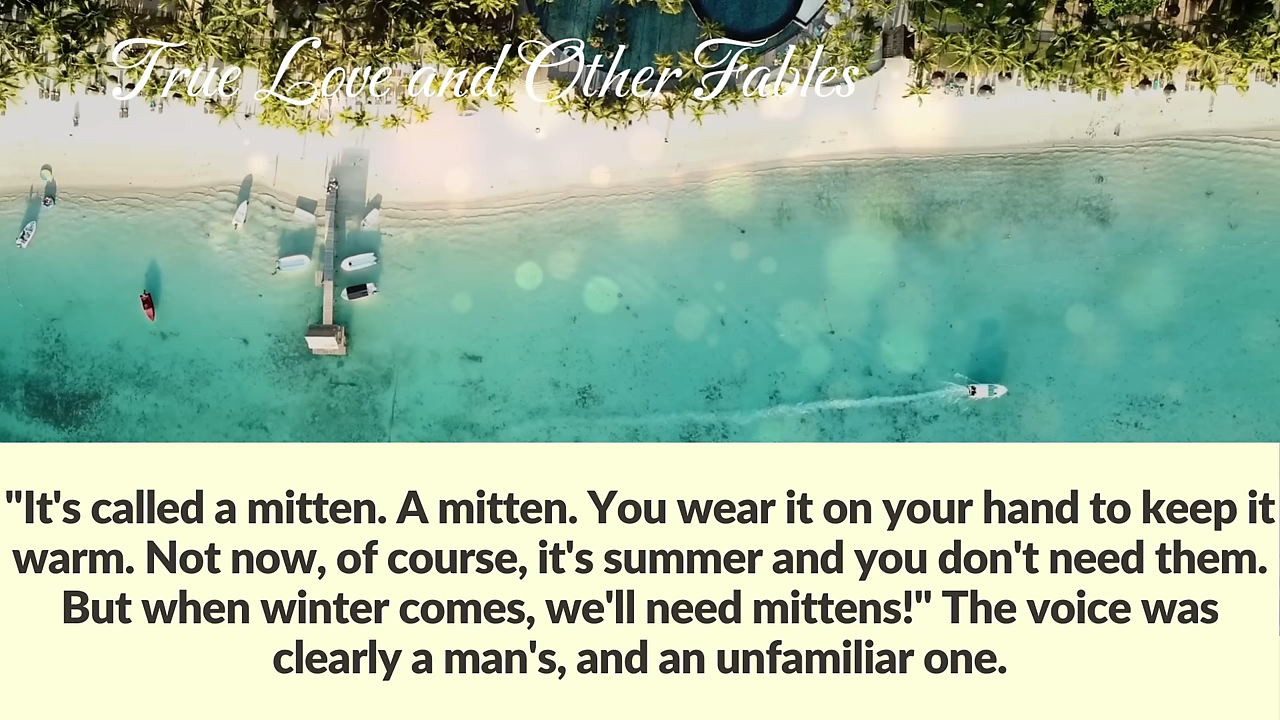 True Love and Other Fables
"It's called a mitten. A mitten. You wear it on your hand to keep it
warm. Not now, of course, it's summer and you don't need them.
But when winter comes, we'll need mittens!" The voice was
clearly a man's, and an unfamiliar one.